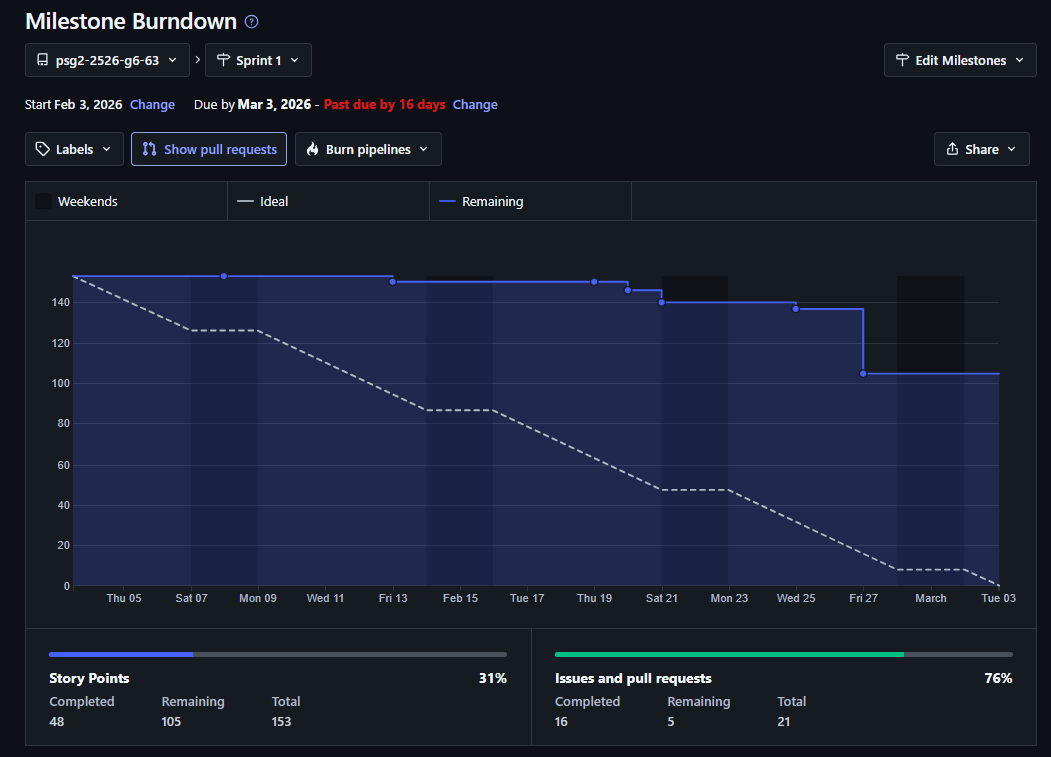 Milestone Burndown ?
psg2-2526-g6-63 > Sprint 1 Edit Milestones
Start Feb 3, 2026 Change Due by Mar 3, 2026 - Past due by 16 days Change
Labels Show pull requests Burn pipelines Share
Weekends Ideal Remaining
140
120
100
80
60
40
20
0
Thu 05 Sat 07 Mon 09 Wed 11 Fri 13 Feb 15 Tue 17 Thu 19 Sat 21 Mon 23 Wed 25 Fri 27 March Tue 03
Story Points 31%
Completed Remaining Total
48 105 153
Issues and pull requests 76%
Completed Remaining Total
16 5 21